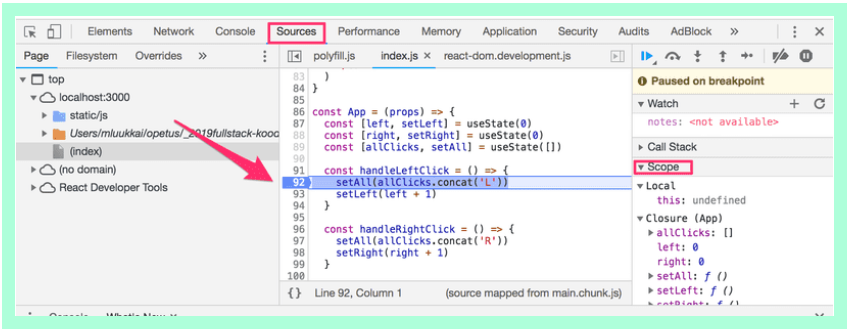 Elements Network Console Sources Performance Memory Application Security Audits AdBlock » ⋮ ×
Page Filesystem Overrides » ⋮ polyfill.js index.js × react-dom.development.js
▼ top
▼ localhost:3000
▶ static/js
▶ Users/mluukkai/opetus/_2019fullstack-kood
(index)
▶ (no domain)
▶ React Developer Tools
83 )
84 }
85
86 const App = (props) => {
87 const [left, setLeft] = useState(0)
88 const [right, setRight] = useState(0)
89 const [allClicks, setAll] = useState([])
90
91 const handleLeftClick = () => {
92 setAll(allClicks.concat('L'))
93 setLeft(left + 1)
94 }
95
96 const handleRightClick = () => {
97 setAll(allClicks.concat('R'))
98 setRight(right + 1)
99 }
100
{} Line 92, Column 1 (source mapped from main.chunk.js)
Paused on breakpoint
▼ Watch + C
notes: <not available>
▶ Call Stack
▼ Scope
▼ Local
this: undefined
▼ Closure (App)
▶ allClicks: []
left: 0
right: 0
▶ setAll: ƒ ()
▶ setLeft: ƒ ()
▶ setRight: ƒ ()
Console What's New ×